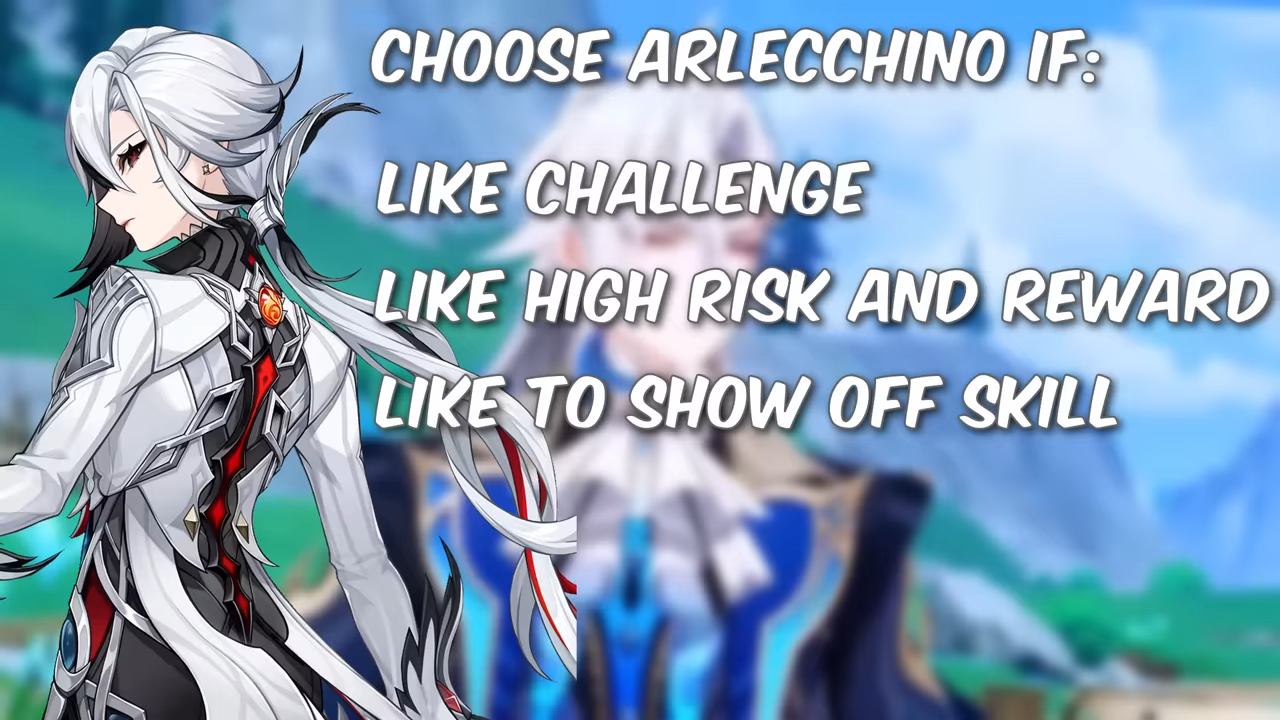 CHOOSE ARLECCHINO IF:
LIKE CHALLENGE
LIKE HIGH RISK AND REWARD
LIKE TO SHOW OFF SKILL